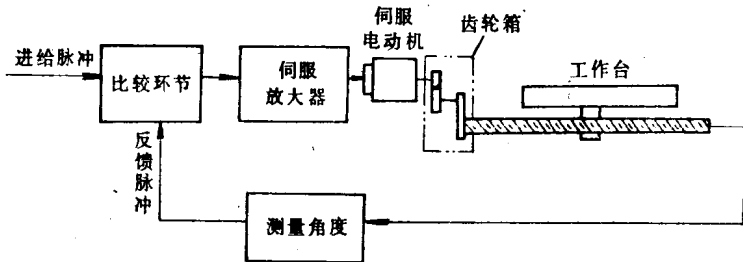 进给脉冲
比较环节
伺服
放大器
伺服
电动机
齿轮箱
工作台
反馈脉冲
测量角度